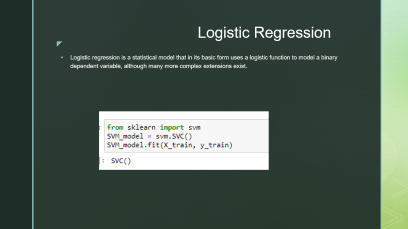 Logistic Regression
Logistic regression is a statistical model that in its basic form uses a logistic function to model a binary
dependent variable, although many more complex extensions exist.
from sklearn import svm
SVM_model = svm.SVC()
SVM_model.fit(X_train, y_train)
]: SVC()